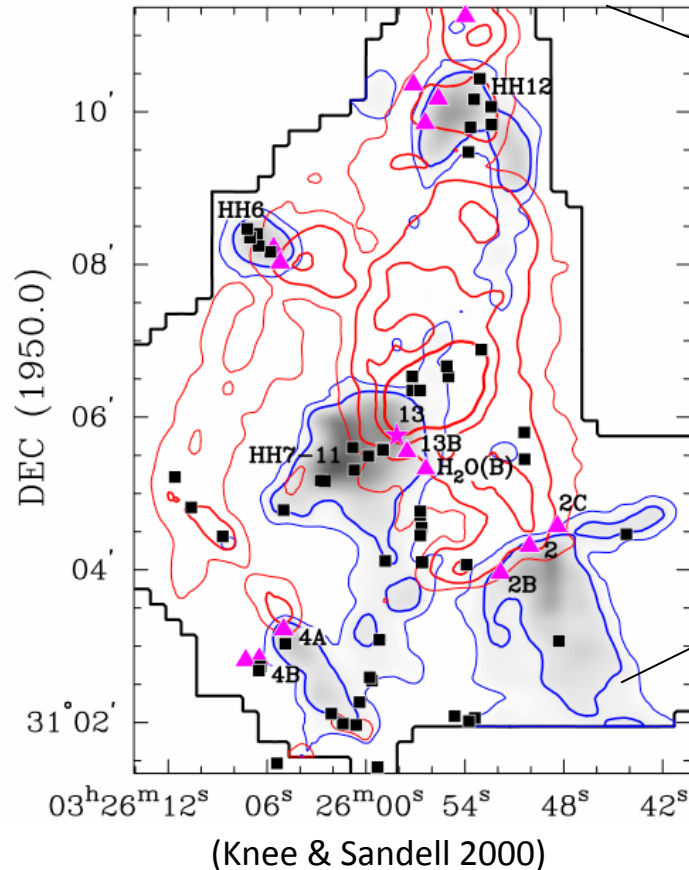 HH12
10′
HH6
08′
DEC (1950.0)
06′
13
HH7-11
13B
H₂O(B)
2C
04′
2
2B
4A
4B
31°02′
03ʰ26ᵐ12ˢ 06ˢ 26ᵐ00ˢ 54ˢ 48ˢ 42ˢ
(Knee & Sandell 2000)